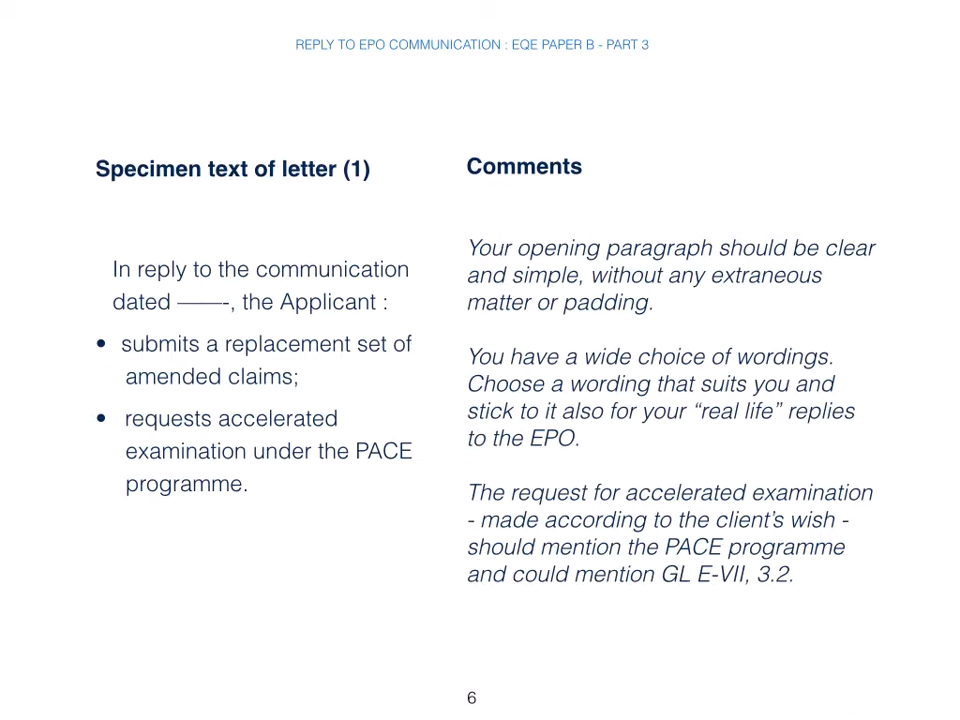 REPLY TO EPO COMMUNICATION : EQE PAPER B - PART 3
Specimen text of letter (1)
In reply to the communication
dated ——-, the Applicant :
• submits a replacement set of
amended claims;
• requests accelerated
examination under the PACE
programme.
Comments
Your opening paragraph should be clear
and simple, without any extraneous
matter or padding.
You have a wide choice of wordings.
Choose a wording that suits you and
stick to it also for your “real life” replies
to the EPO.
The request for accelerated examination
- made according to the client’s wish -
should mention the PACE programme
and could mention GL E-VII, 3.2.
6